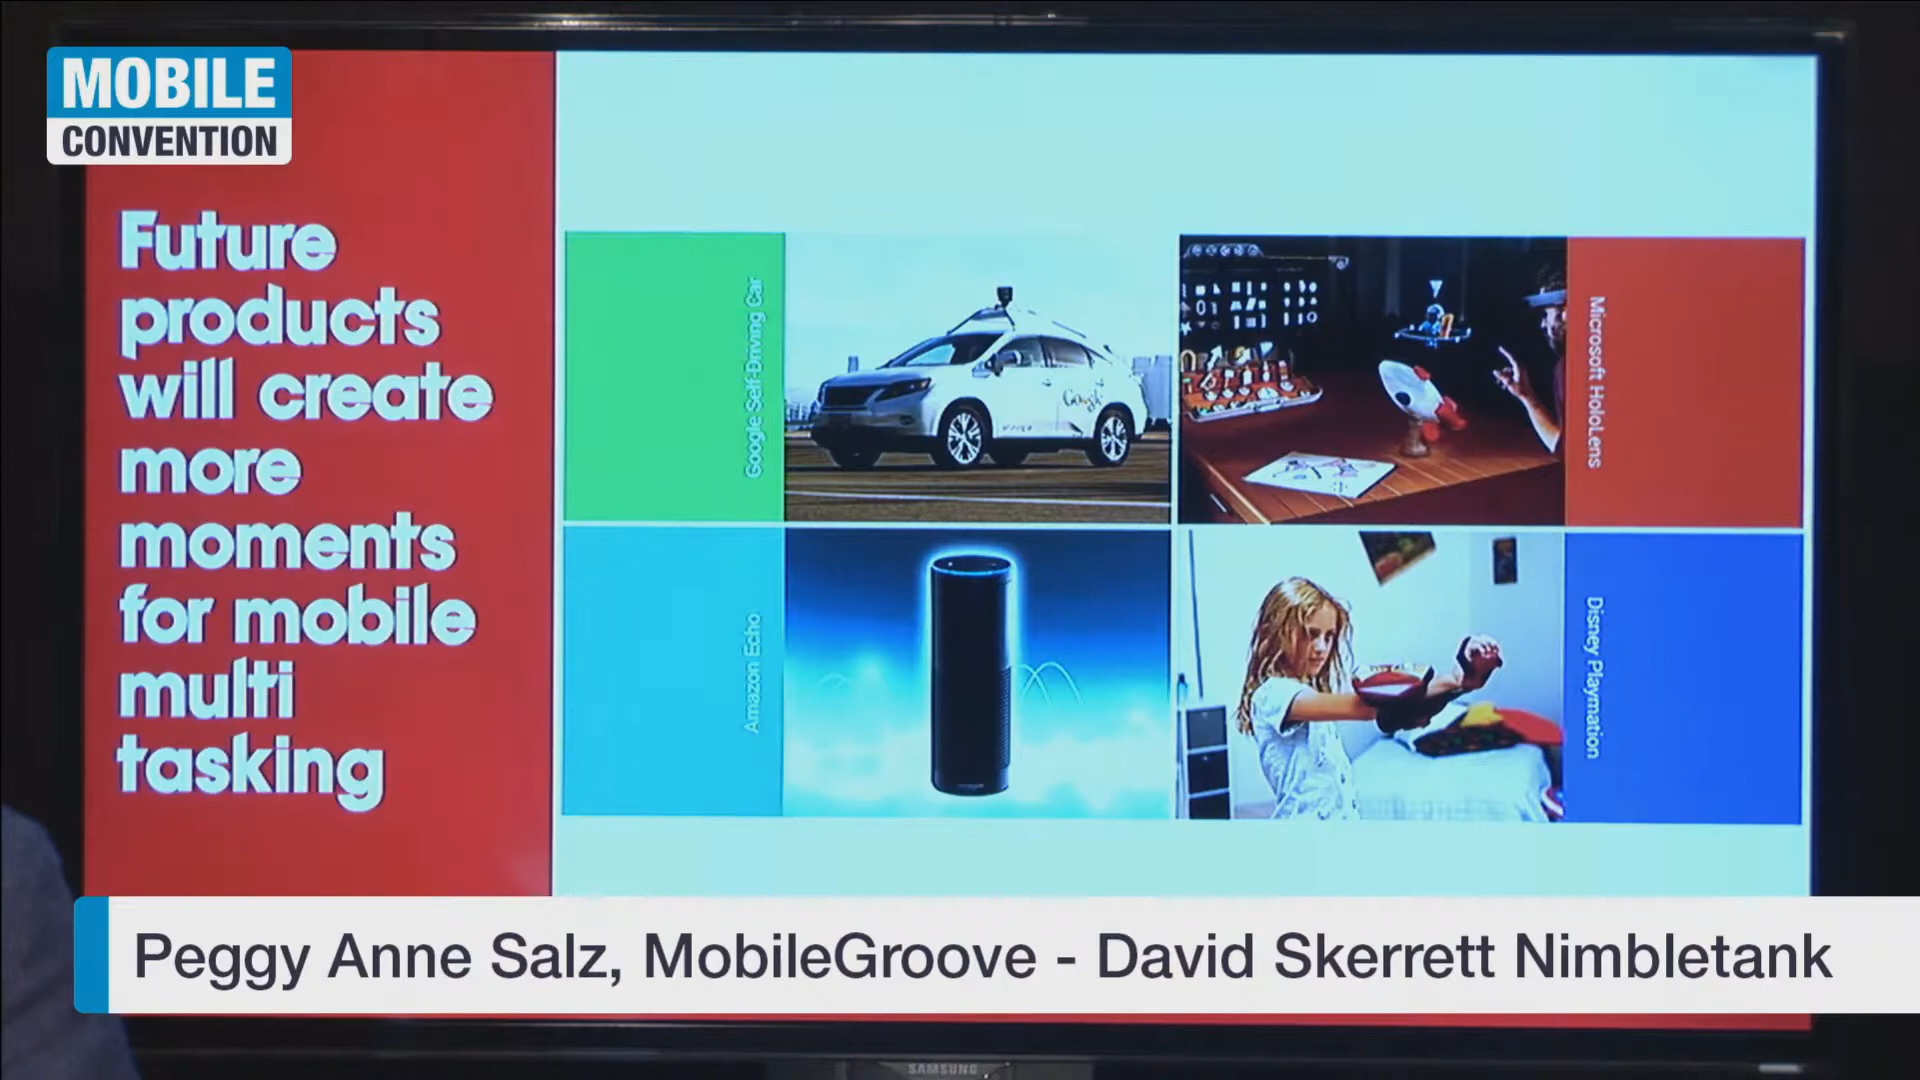 MOBILE
CONVENTION
Future
products
will create
more
moments
for mobile
multi
tasking
Google Self-Driving Car
Google
Microsoft HoloLens
Amazon Echo
Disney Playmation
Peggy Anne Salz, MobileGroove - David Skerrett Nimbletank
SAMSUNG